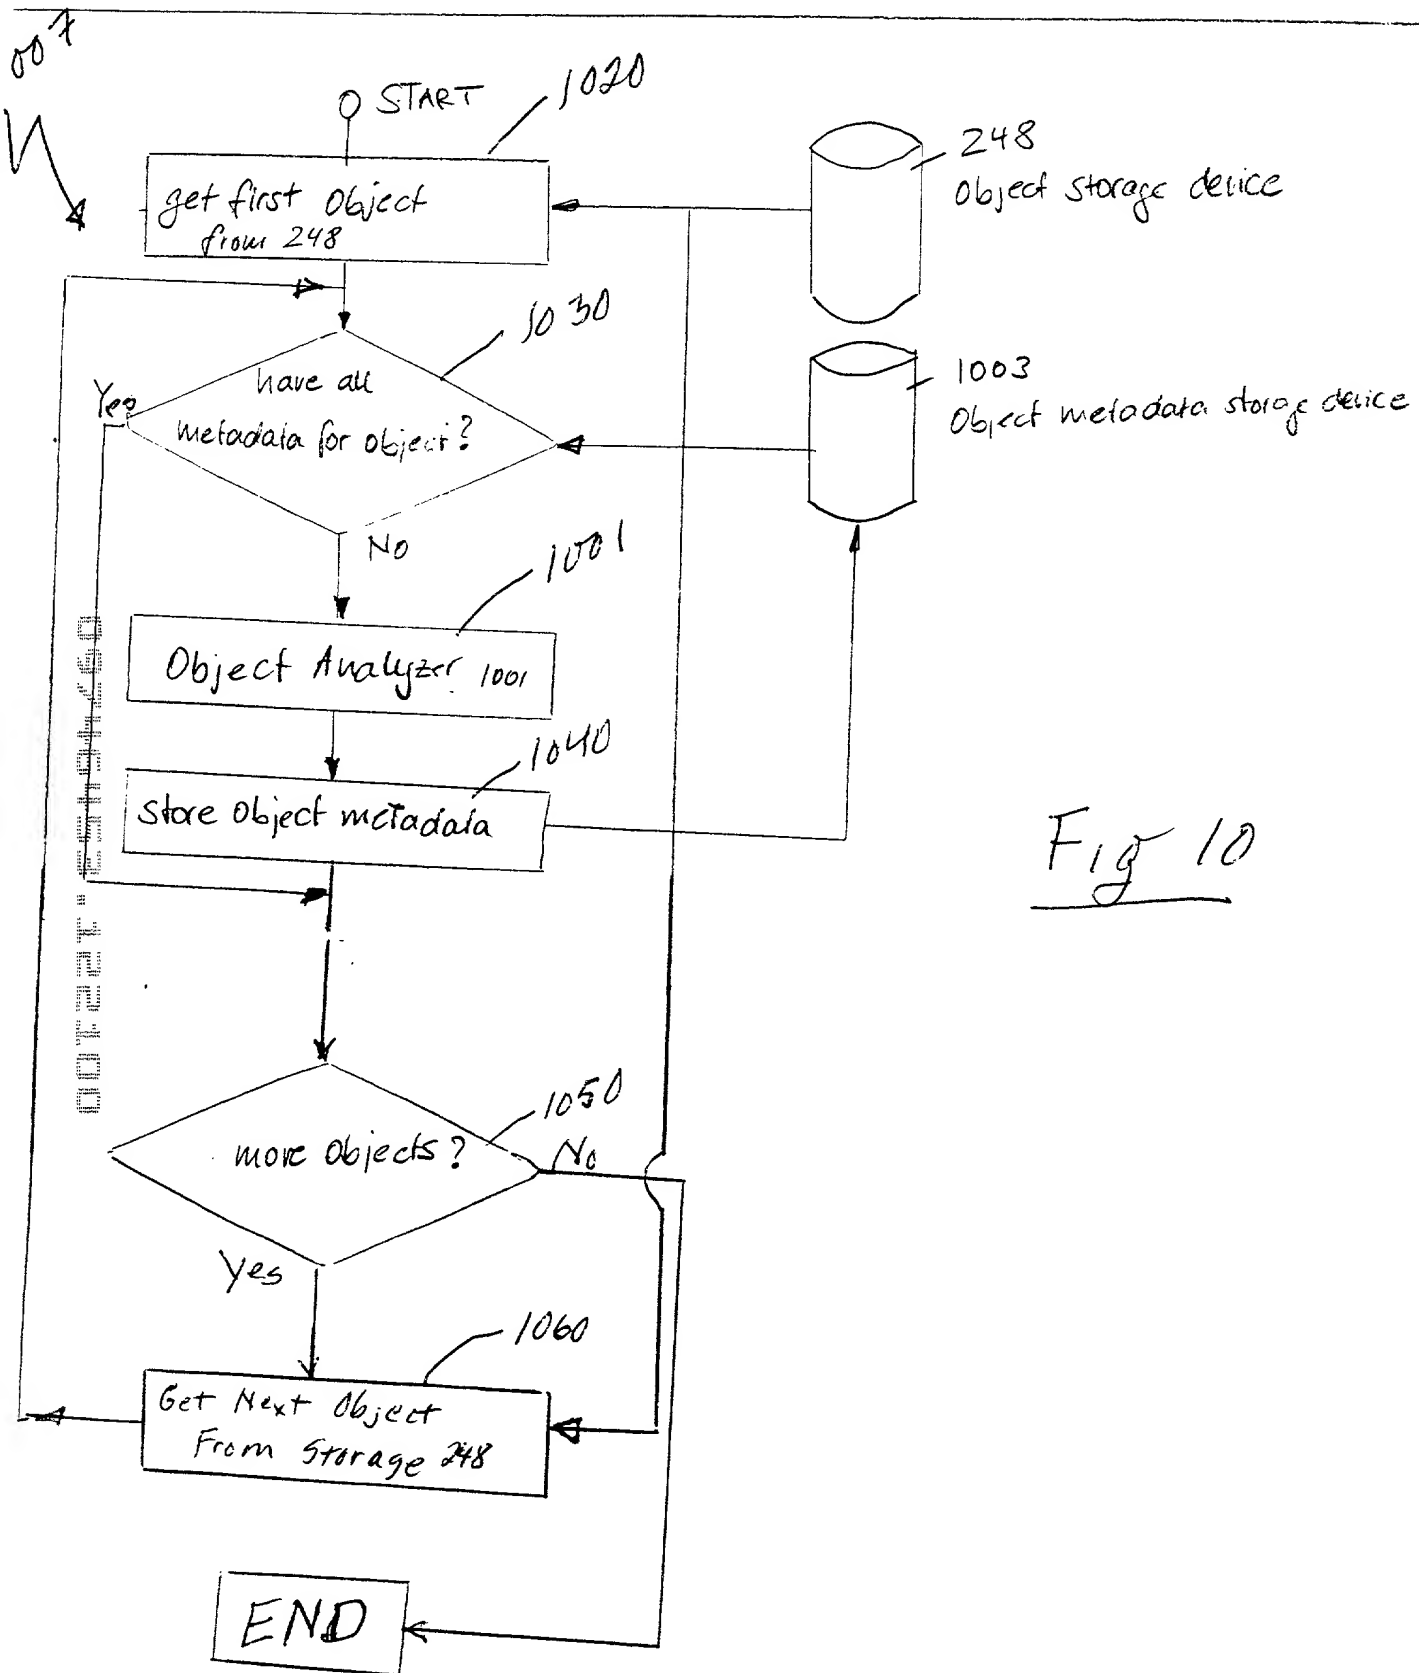 007
START
1020
get first Object
from 248
248
Object storage device
1030
have all
metadata for object?
Yes
1003
Object metadata storage device
No
1001
Object Analyzer 1001
1040
Store Object metadata
Fig 10
1050
more Objects?
No
Yes
1060
Get Next Object
From Storage 248
END